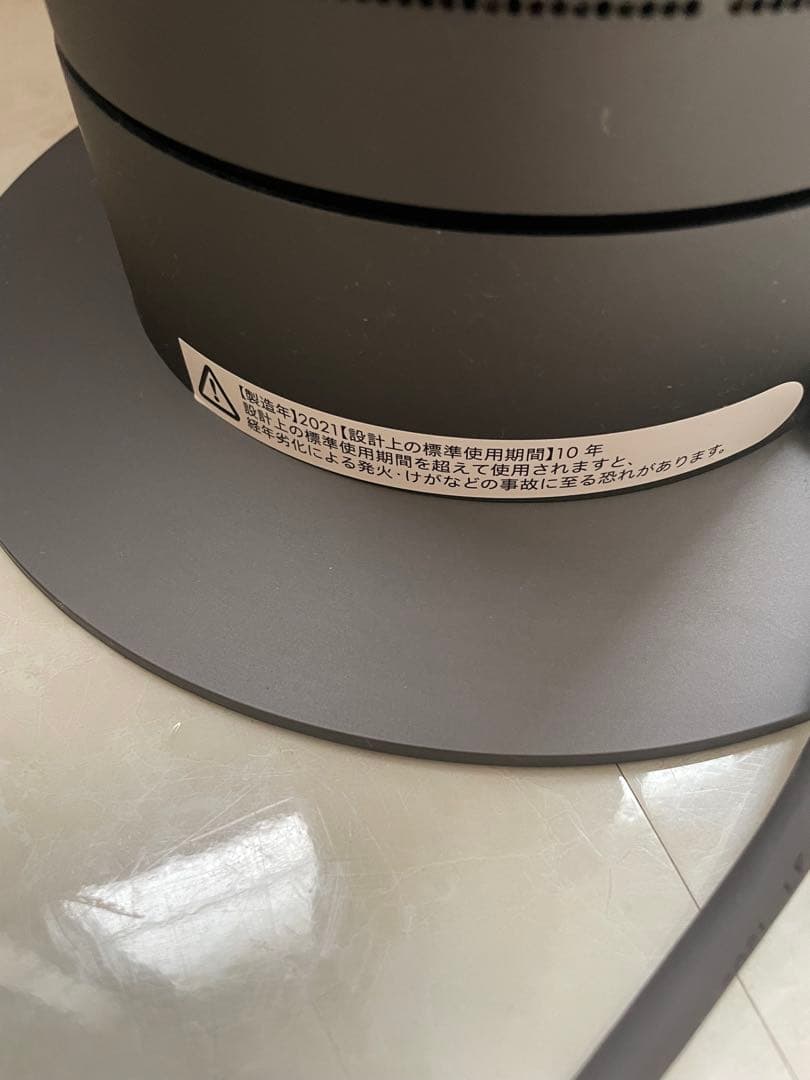 【製造年】2021【設計上の標準使用期間】10 年
設計上の標準使用期間を超えて使用されますと、
経年劣化による発火・けがなどの事故に至る恐れがあります。